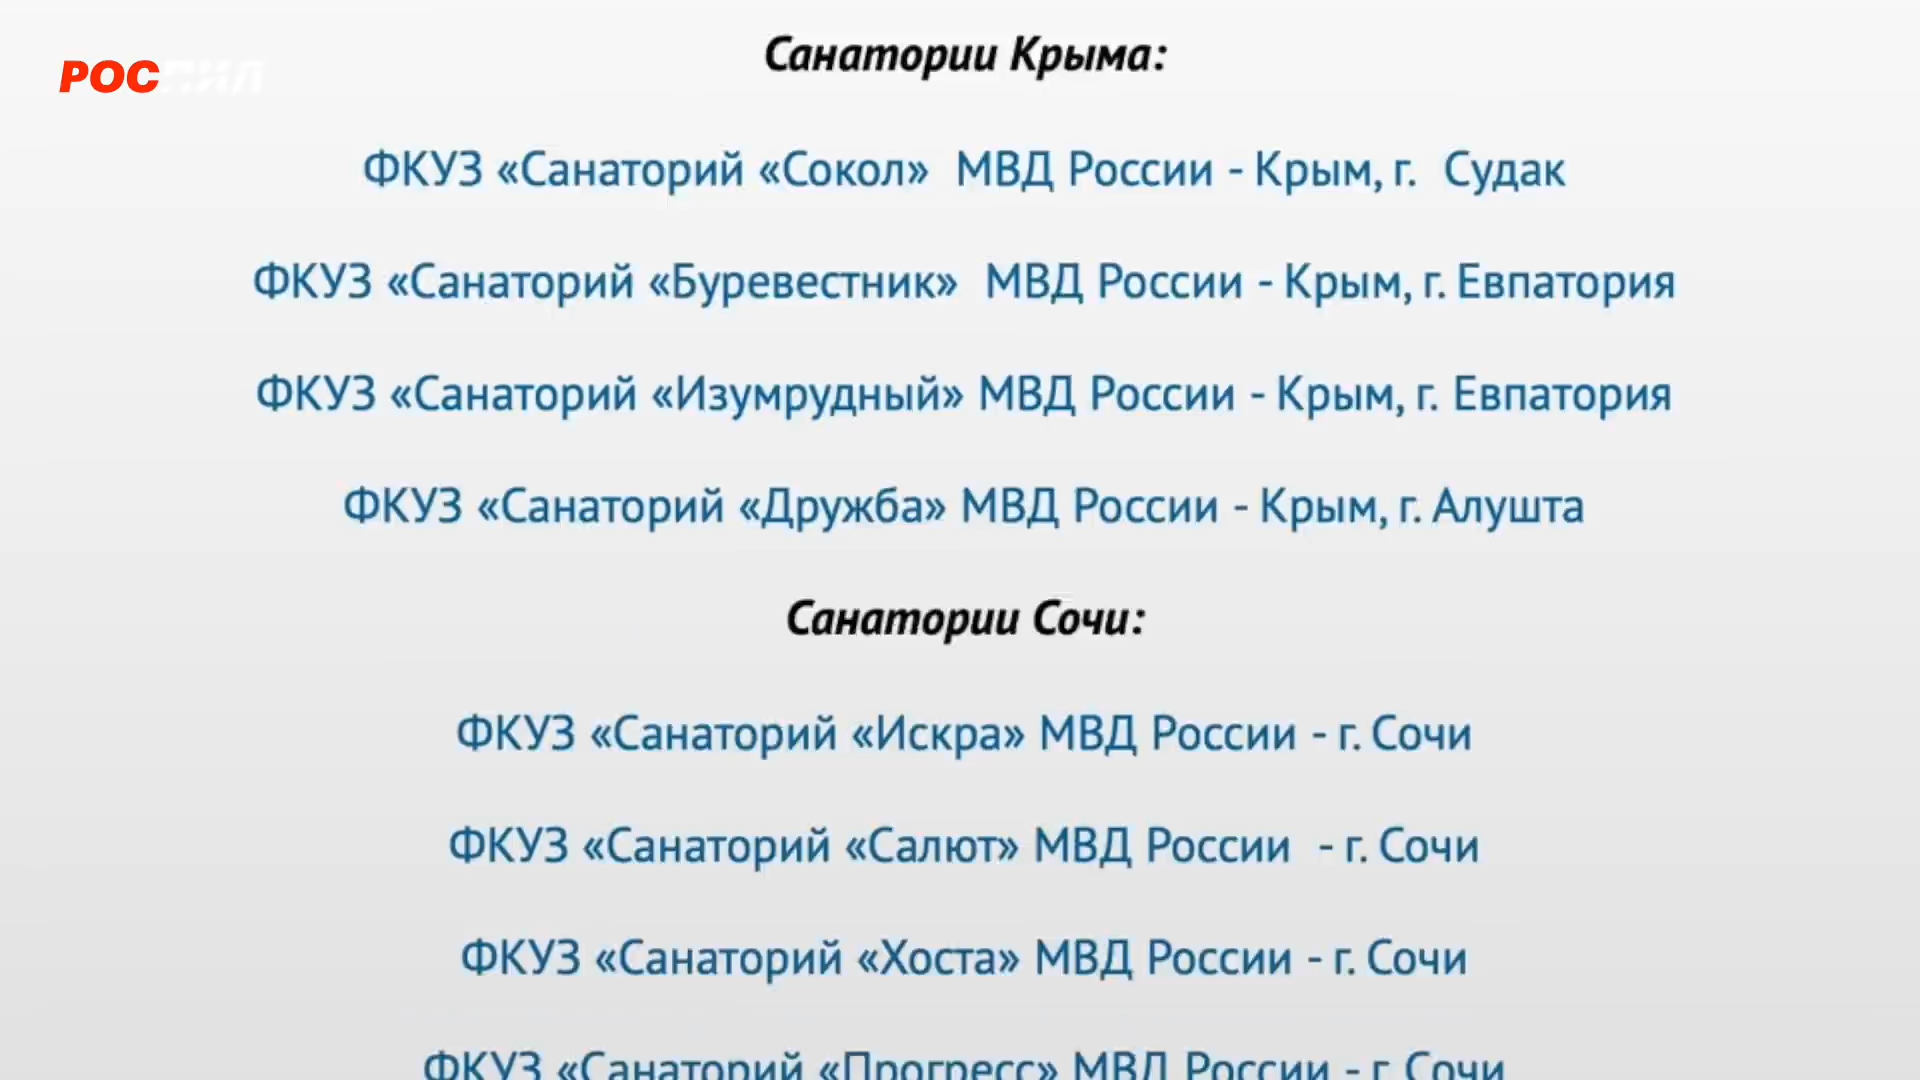 РОСПИЛ
Санатории Крыма:
ФКУЗ «Санаторий «Сокол» МВД России - Крым, г. Судак
ФКУЗ «Санаторий «Буревестник» МВД России - Крым, г. Евпатория
ФКУЗ «Санаторий «Изумрудный» МВД России - Крым, г. Евпатория
ФКУЗ «Санаторий «Дружба» МВД России - Крым, г. Алушта
Санатории Сочи:
ФКУЗ «Санаторий «Искра» МВД России - г. Сочи
ФКУЗ «Санаторий «Салют» МВД России - г. Сочи
ФКУЗ «Санаторий «Хоста» МВД России - г. Сочи
ФКУЗ «Санаторий «Прогресс» МВД России - г. Сочи